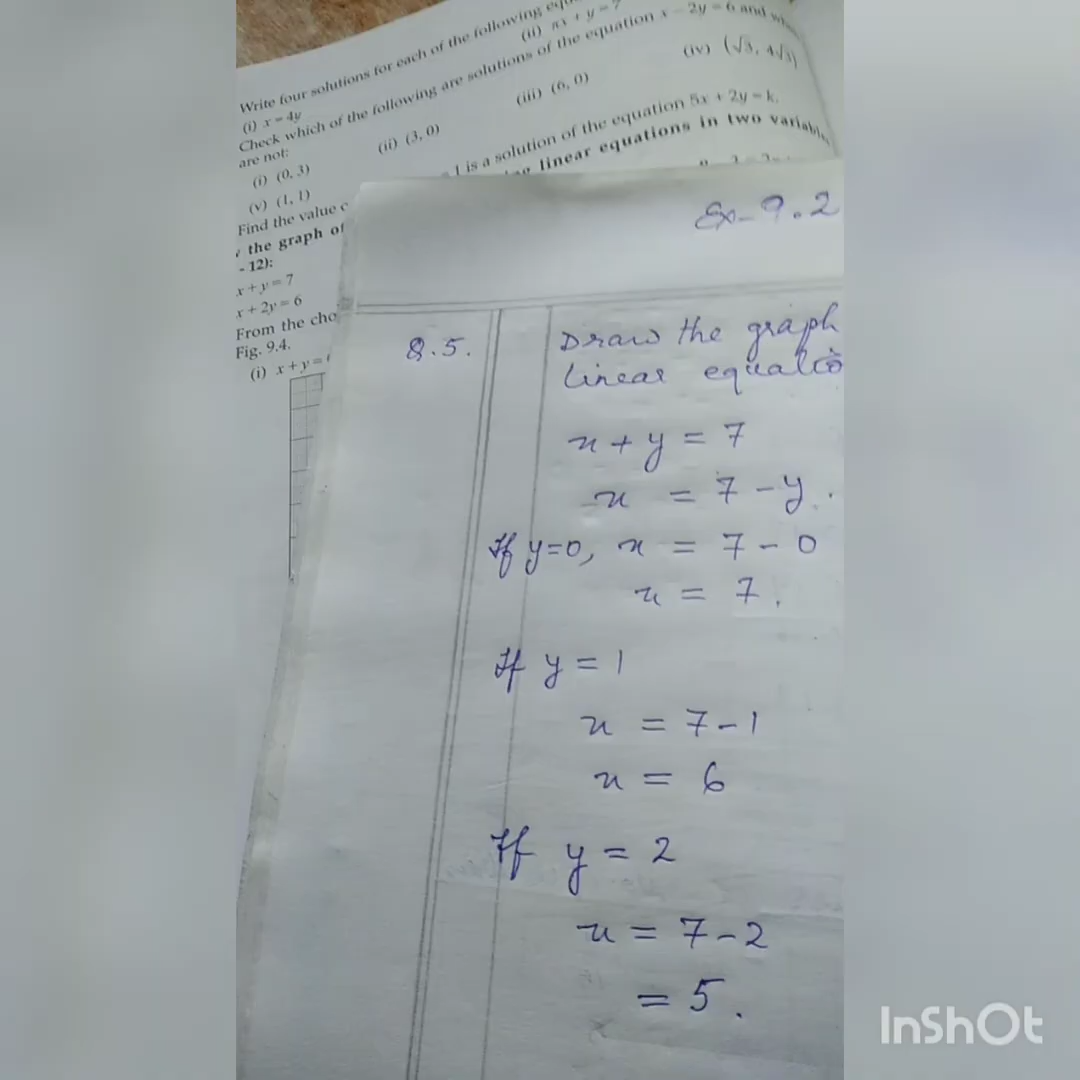 Write four solutions for each of the following
(i) x = 4y
(ii) πx + y = 7
Check which of the following are solutions of the equation x – 2y = 6 and
are not:
(i) (0, 3)
(ii) (3, 0)
(iii) (6, 0)
(iv) (√3, 4√3)
(v) (1, 1)
Find the value
1 is a solution of the equation 5x + 2y = k.
the graph of
linear equations in two
- 12):
x + y = 7
x + 2y = 6
From the
Fig. 9.4.
(i) x + y =
Ex-9.2
Q.5.
Draw the graph
linear
x + y = 7
x = 7 - y.
If y=0, x = 7 - 0
x = 7.
If y = 1
x = 7-1
x = 6
If y = 2
x = 7-2
= 5.
InShOt